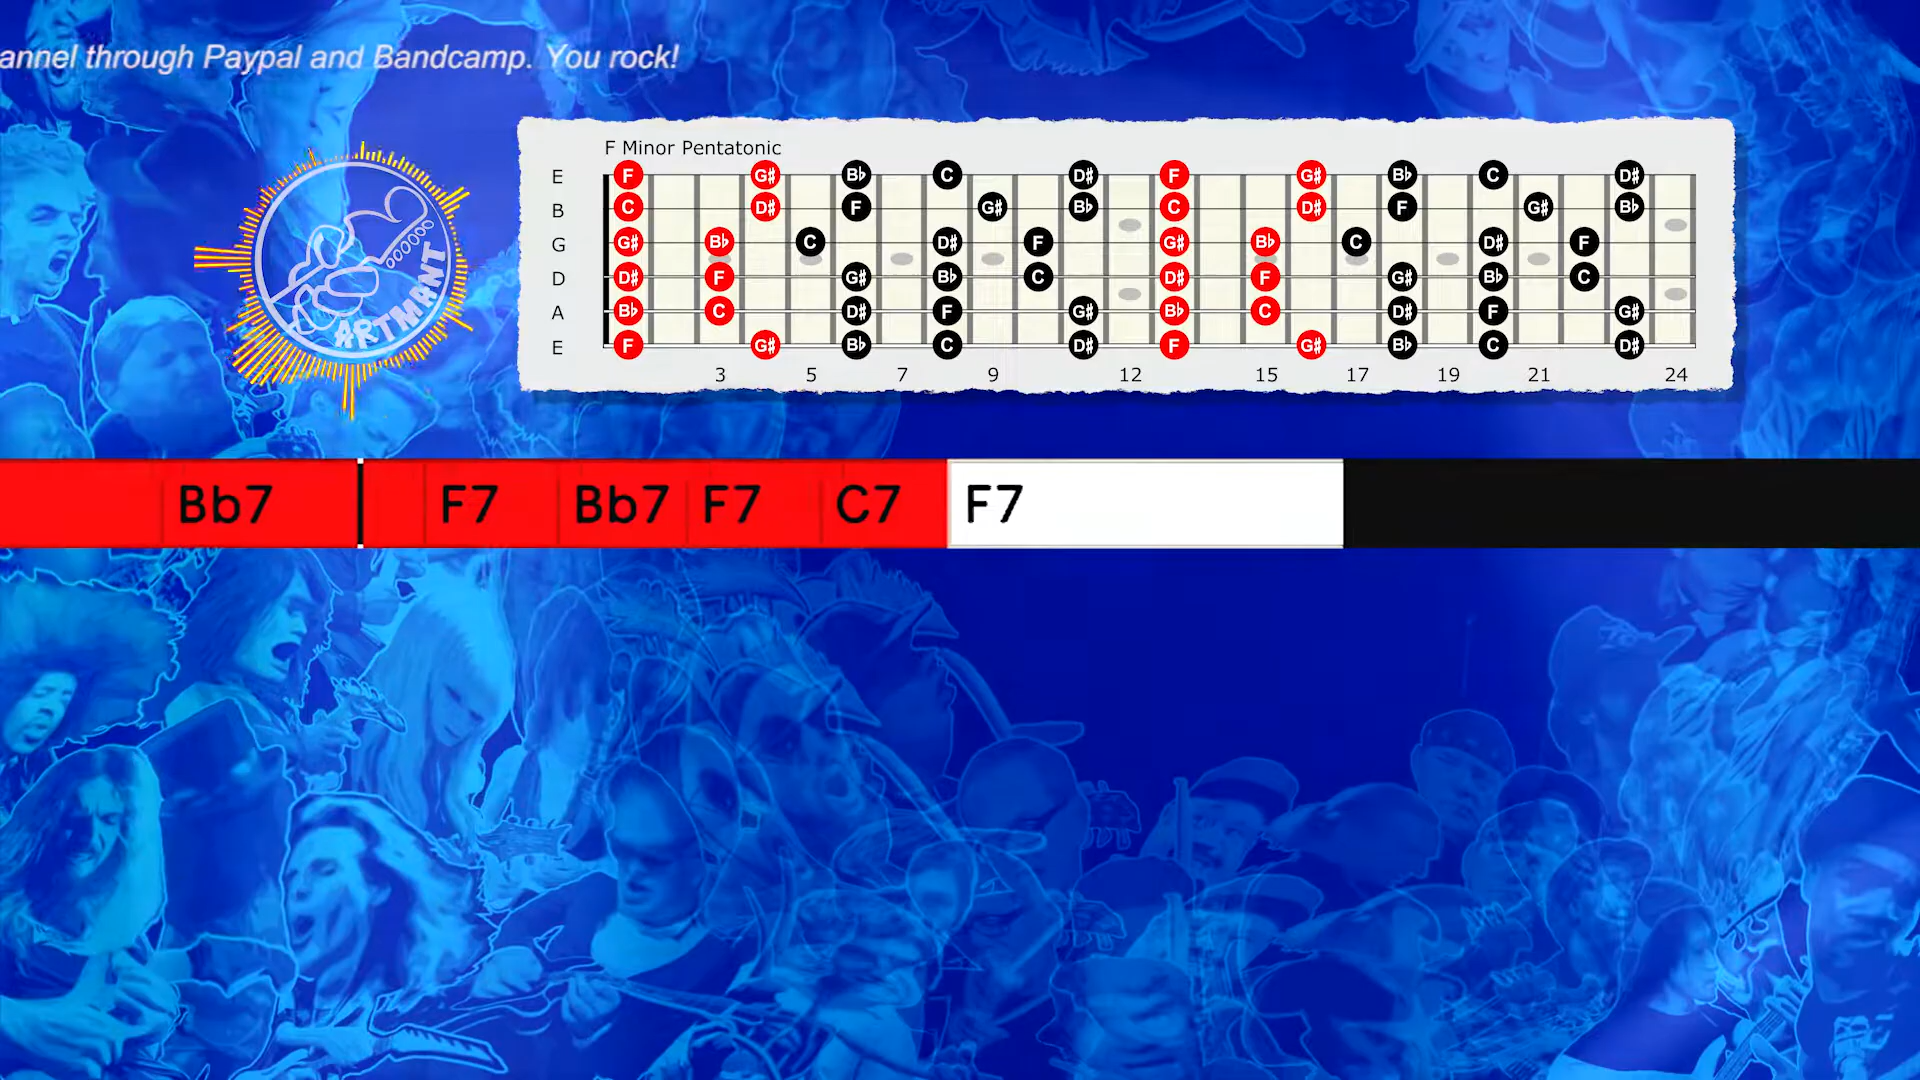 annel through Paypal and Bandcamp. You rock!
F Minor Pentatonic
E F G# B♭ C D# F G# B♭ C D#
B C D# F G# B♭ C D# F G# B♭
G G# B♭ C D# F G# B♭ C D# F
D D# F G# B♭ C D# F G# B♭ C
A B♭ C D# F G# B♭ C D# F G#
E F G# B♭ C D# F G# B♭ C D#
3 5 7 9 12 15 17 19 21 24
ARTMANT
Bb7 F7 Bb7 F7 C7 F7